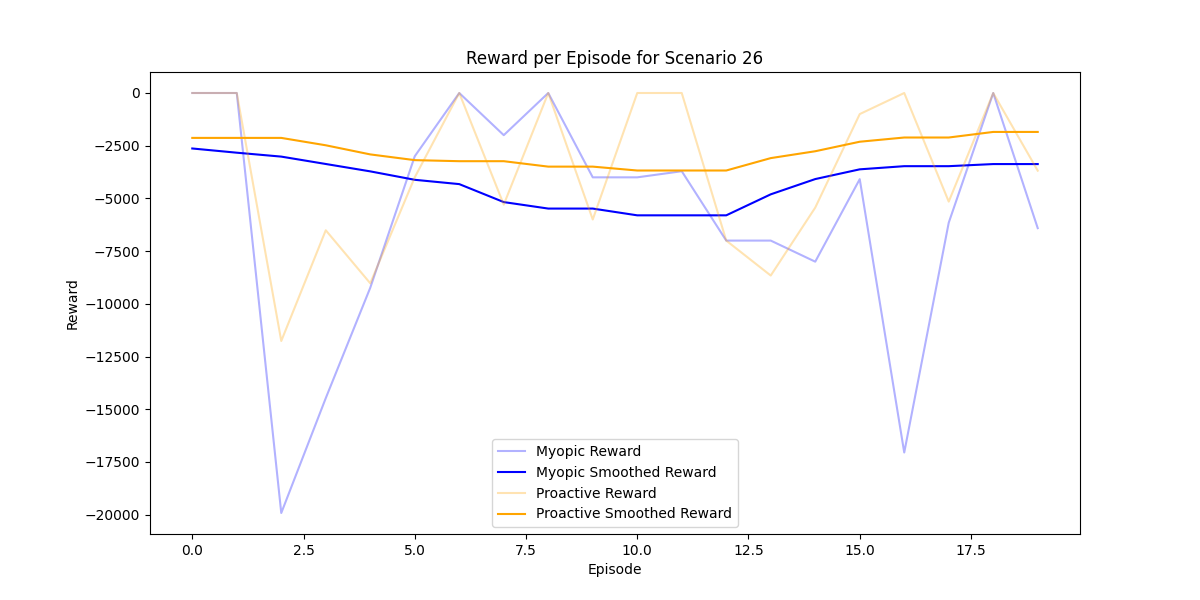 Reward per Episode for Scenario 26
Reward
0
−2500
−5000
−7500
−10000
−12500
−15000
−17500
−20000
Myopic Reward
Myopic Smoothed Reward
Proactive Reward
Proactive Smoothed Reward
0.0 2.5 5.0 7.5 10.0 12.5 15.0 17.5
Episode